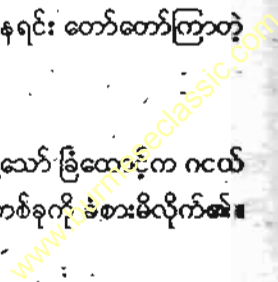 နေရင်း တော်တော်ကြာတဲ့
သော် ခြံထောင့်က ဂငယ်
တစ်ခုကို ခံစားမိလိုက်၏။
www.burmeseclassic.com